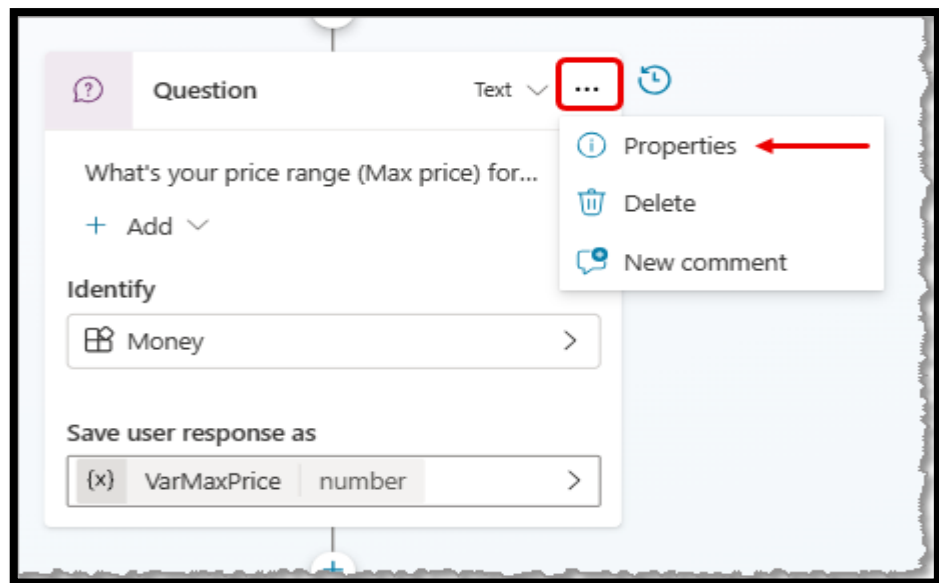 Question
Text
...
Properties
What's your price range (Max price) for...
Delete
+ Add
New comment
Identify
Money
Save user response as
{x} VarMaxPrice number